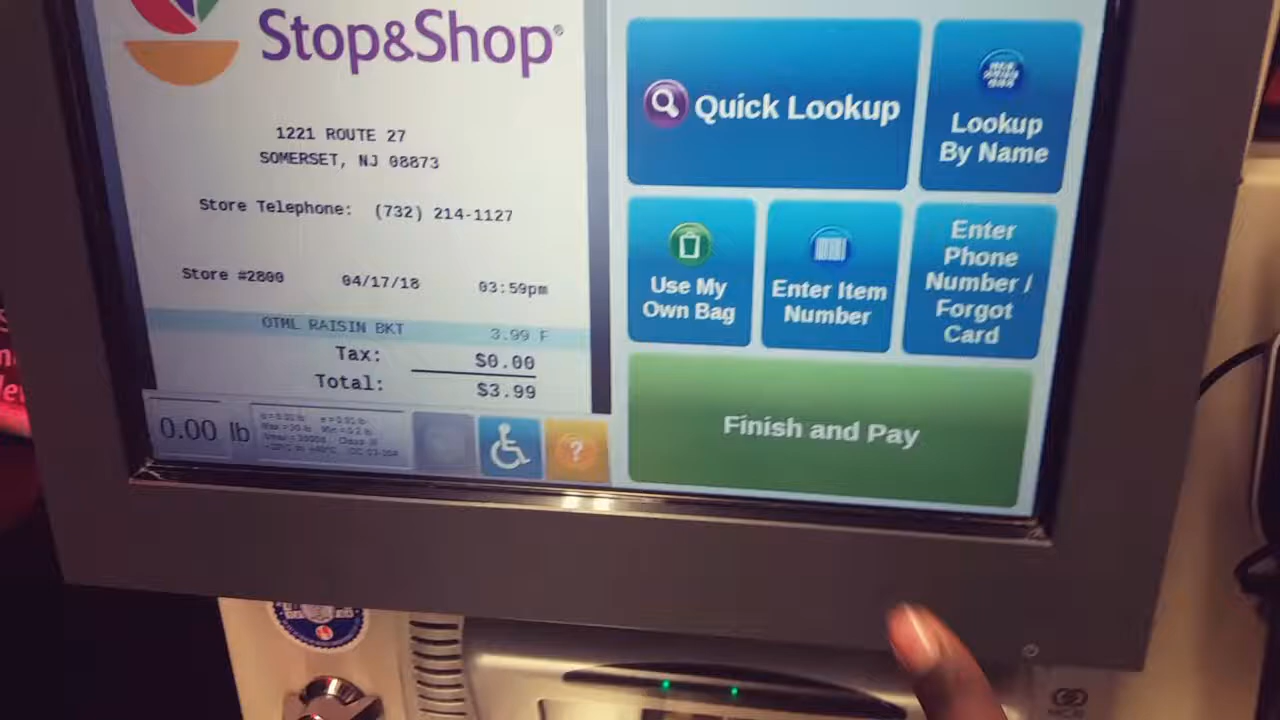 Stop&Shop®
1221 ROUTE 27
SOMERSET, NJ 08873
Store Telephone: (732) 214-1127
Store #2800 04/17/18 03:59pm
OTML RAISIN BKT 3.99 F
Tax: $0.00
Total: $3.99
0.00 lb
?
Quick Lookup
Lookup
By Name
Use My
Own Bag
Enter Item
Number
Enter
Phone
Number /
Forgot
Card
Finish and Pay